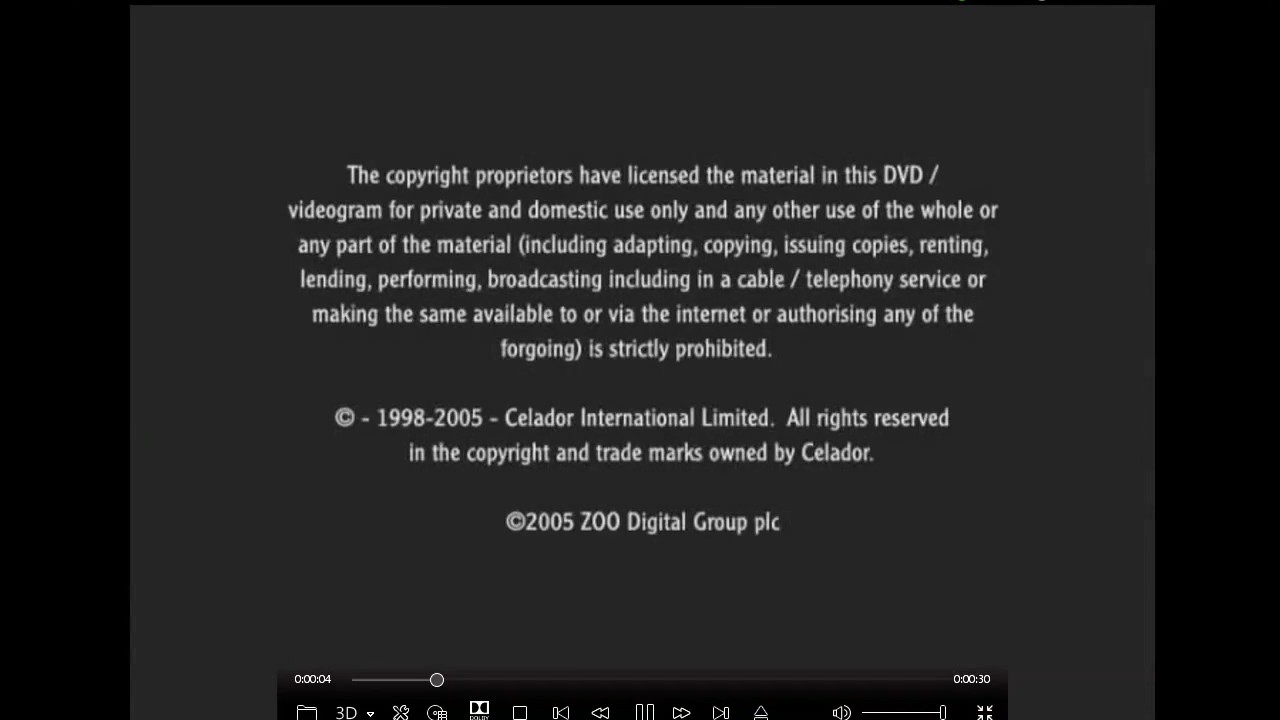 The copyright proprietors have licensed the material in this DVD /
videogram for private and domestic use only and any other use of the whole or
any part of the material (including adapting, copying, issuing copies, renting,
lending, performing, broadcasting including in a cable / telephony service or
making the same available to or via the internet or authorising any of the
forgoing) is strictly prohibited.
© - 1998-2005 - Celador International Limited.  All rights reserved
in the copyright and trade marks owned by Celador.
©2005 ZOO Digital Group plc
0:00:04
0:00:30
3D
DOLBY